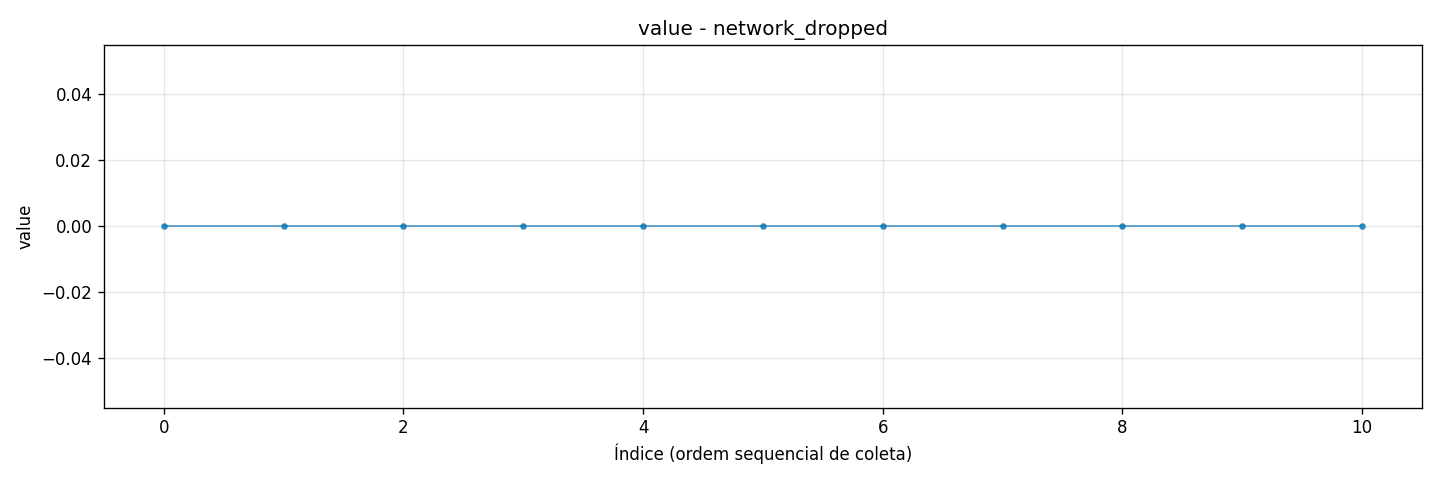 value - network_dropped
value
0.04
0.02
0.00
−0.02
−0.04
0 2 4 6 8 10
Índice (ordem sequencial de coleta)